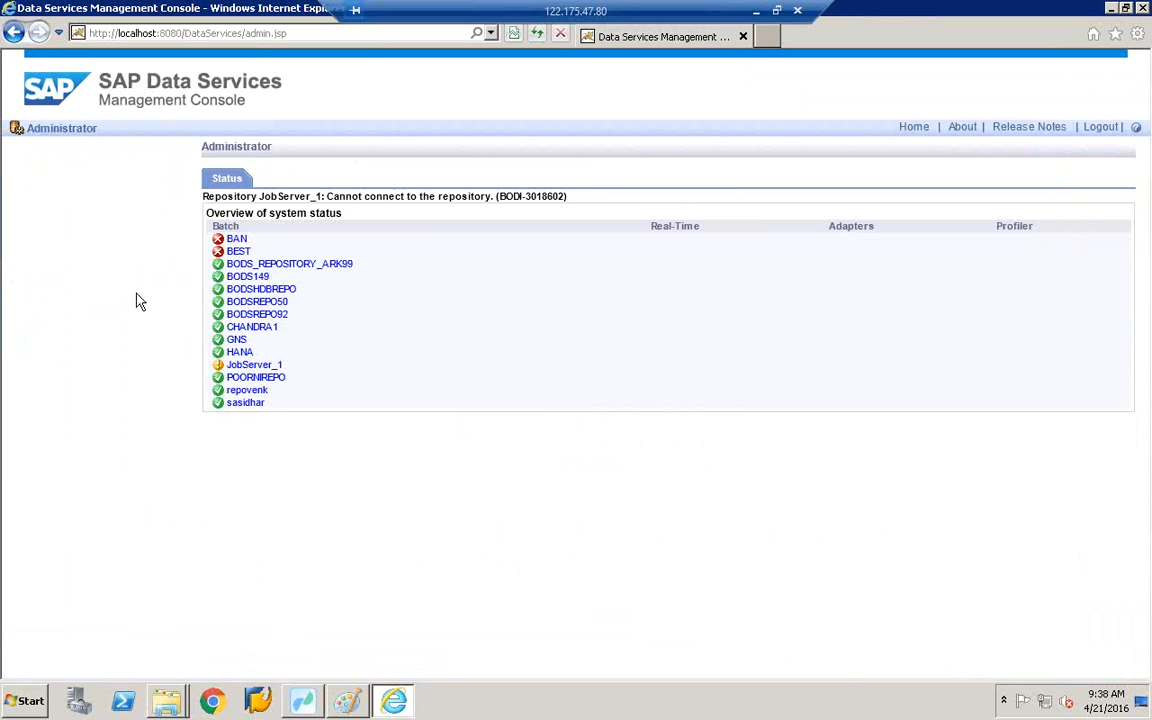 Data Services Management Console - Windows Internet Expl
122.175.47.80
http://localhost:8080/DataServices/admin.jsp
Data Services Management ...
SAP
SAP Data Services
Management Console
Administrator
Home | About | Release Notes | Logout |
Administrator
Status
Repository JobServer_1: Cannot connect to the repository. (BODI-3018602)
Overview of system status
Batch Real-Time Adapters Profiler
BAN
BEST
BODS_REPOSITORY_ARK99
BODS149
BODSHDBREPO
BODSREPO50
BODSREPO92
CHANDRA1
GNS
HANA
JobServer_1
POORNIREPO
repovenk
sasidhar
Start
9:38 AM
4/21/2016